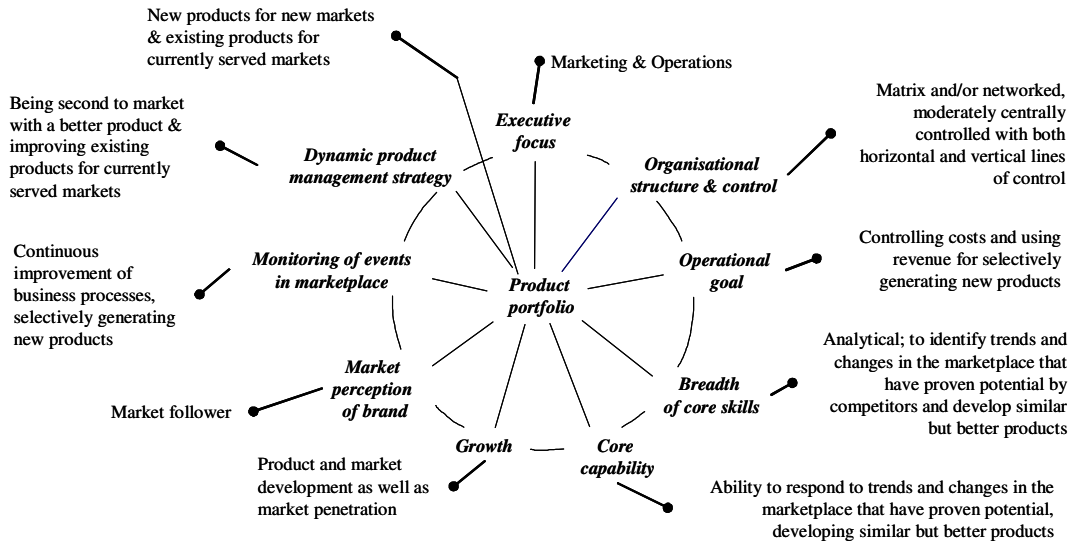 New products for new markets
& existing products for
currently served markets
Marketing & Operations
Executive
focus
Being second to market
with a better product &
improving existing
products for currently
served markets
Dynamic product
management strategy
Organisational
structure & control
Matrix and/or networked,
moderately centrally
controlled with both
horizontal and vertical lines
of control
Continuous
improvement of
business processes,
selectively generating
new products
Monitoring of events
in marketplace
Product
portfolio
Operational
goal
Controlling costs and using
revenue for selectively
generating new products
Market follower
Market
perception
of brand
Breadth
of core skills
Analytical; to identify trends and
changes in the marketplace that
have proven potential by
competitors and develop similar
but better products
Growth
Core
capability
Product and market
development as well as
market penetration
Ability to respond to trends and changes in the
marketplace that have proven potential,
developing similar but better products